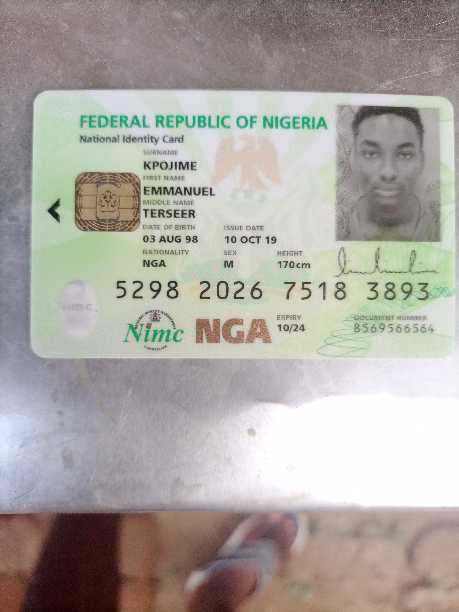 FEDERAL REPUBLIC OF NIGERIA
National Identity Card
SURNAME
KPOJIME
FIRST NAME
EMMANUEL
MIDDLE NAME
TERSEER
DATE OF BIRTH ISSUE DATE
03 AUG 98 10 OCT 19
NATIONALITY SEX HEIGHT
NGA M 170cm
5298 2026 7518 3893
Nimc NGA EXPIRY DOCUMENT NUMBER
10/24 8569566564